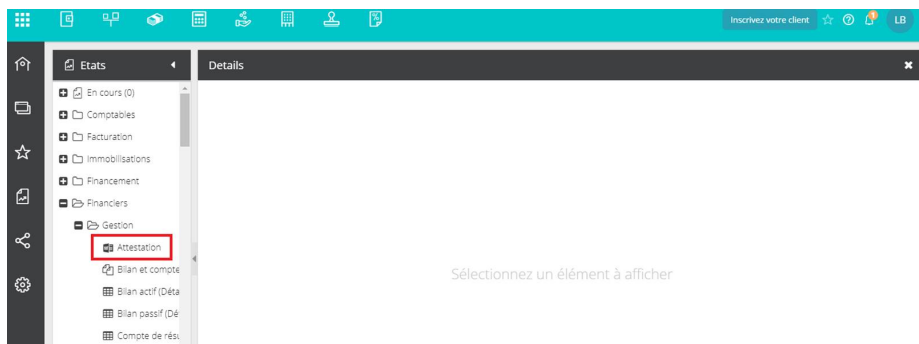 Inscrivez votre client
1
LB
Etats
Details
En cours (0)
Comptables
Facturation
Immobilisations
Financement
Financiers
Gestion
Attestation
Bilan et compte
Bilan actif (Déta
Bilan passif (Dé
Compte de résu
Sélectionnez un élément à afficher